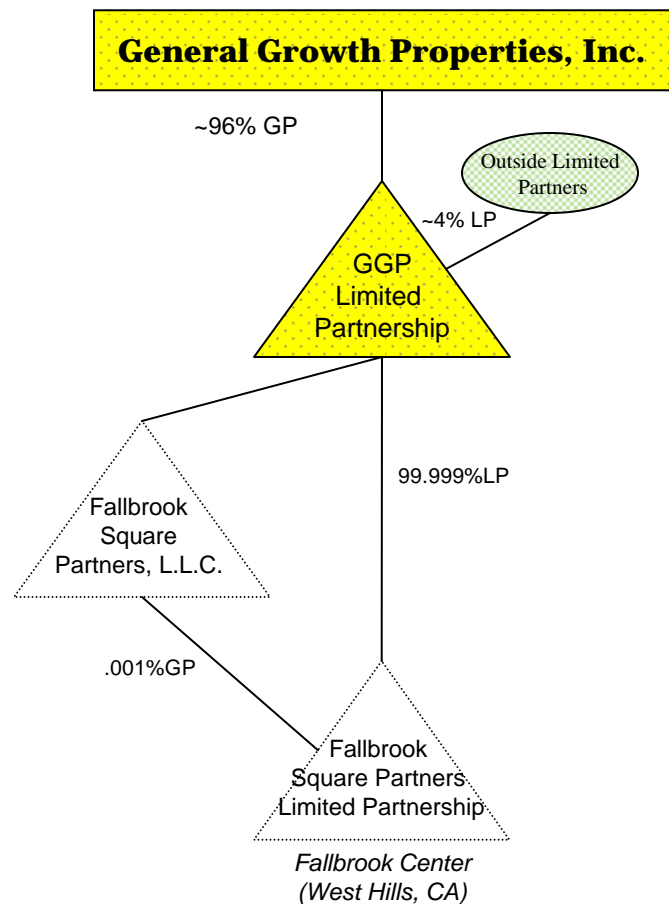 General Growth Properties, Inc.
~96% GP
Outside Limited
Partners
~4% LP
GGP
Limited
Partnership
99.999%LP
Fallbrook
Square
Partners, L.L.C.
.001%GP
Fallbrook
Square Partners
Limited Partnership
Fallbrook Center
(West Hills, CA)